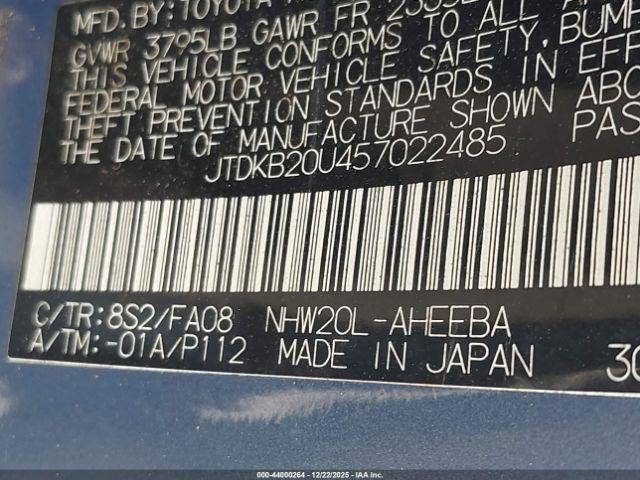 MFD. BY: TOYOTA
GVWR 3795LB GAWR FR 2335L
THIS VEHICLE CONFORMS TO ALL
FEDERAL MOTOR VEHICLE SAFETY, BUMP
THEFT PREVENTION STANDARDS IN EFF
THE DATE OF MANUFACTURE SHOWN ABO
JTDKB20U457022485 PAS
C/TR: 8S2/FA08 NHW20L-AHEEBA
A/TM: -01A/P112 MADE IN JAPAN 30
000-44000264 | 12/22/2025 - IAA Inc.